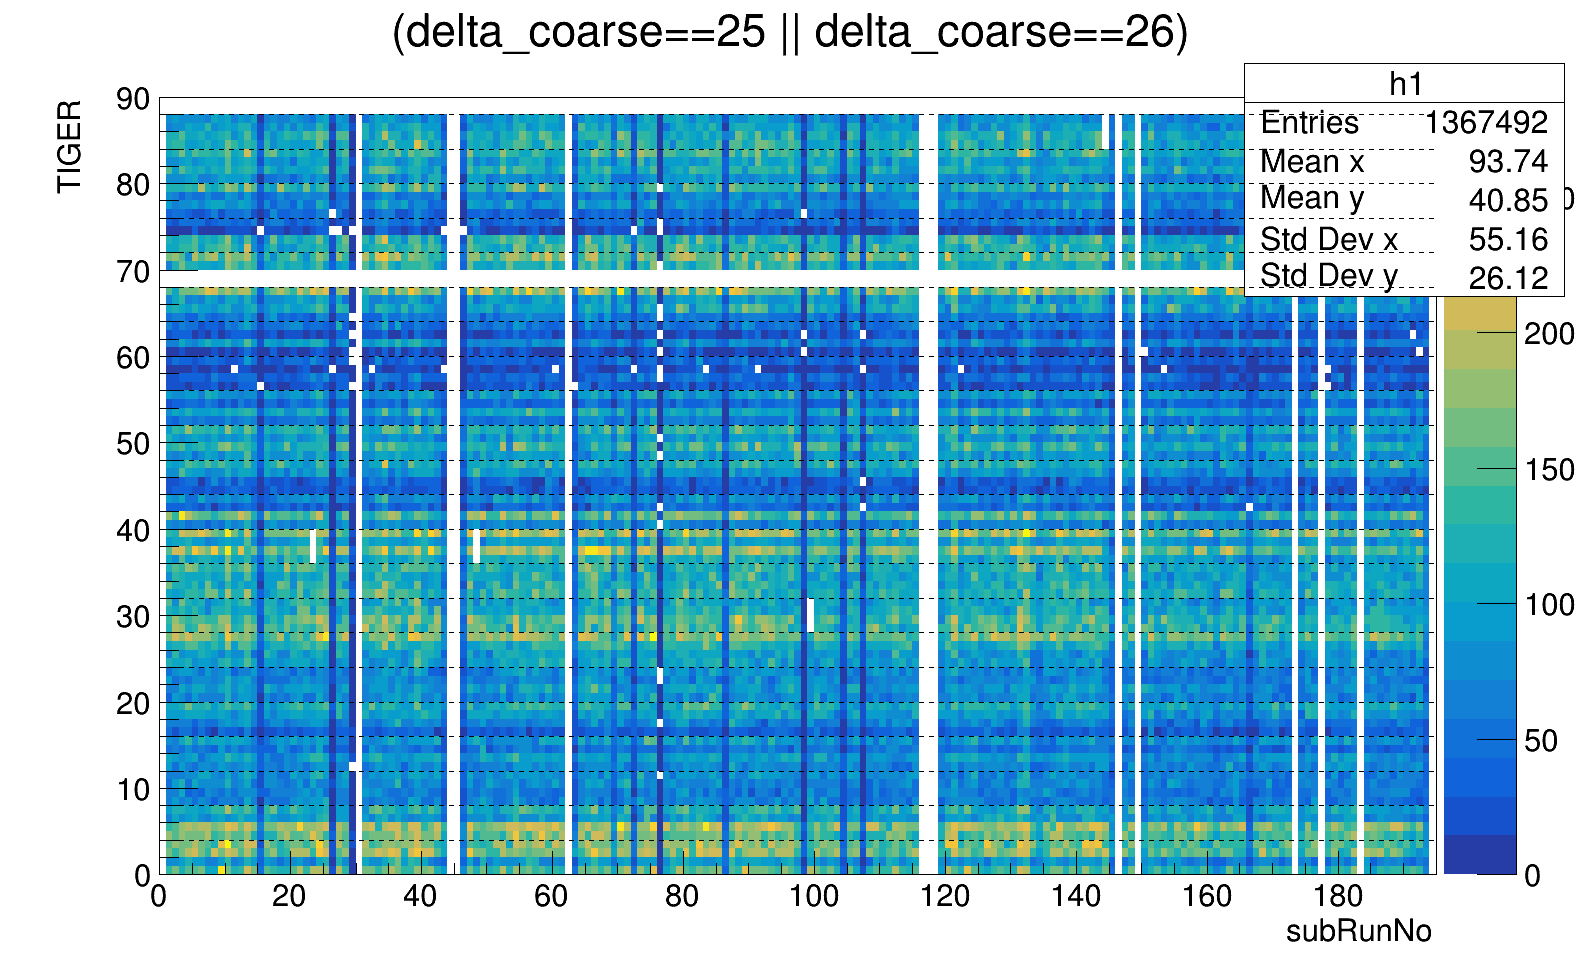 (delta_coarse==25 || delta_coarse==26)
h1
Entries 1367492
Mean x 93.74
Mean y 40.85
Std Dev x 55.16
Std Dev y 26.12
TIGER
90
80
70
60
50
40
30
20
10
0
0 20 40 60 80 100 120 140 160 180
subRunNo
0
200
150
100
50
0